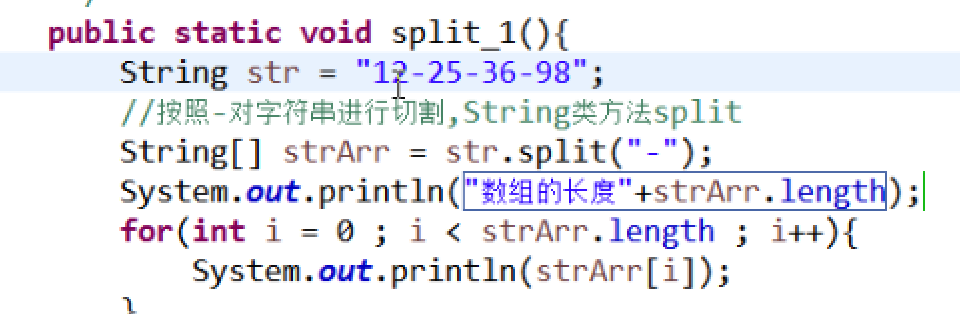 public static void split_1(){
String str = "12-25-36-98";
//按照-对字符串进行切割,String类方法split
String[] strArr = str.split("-");
System.out.println("数组的长度"+strArr.length);
for(int i = 0 ; i < strArr.length ; i++){
System.out.println(strArr[i]);
}